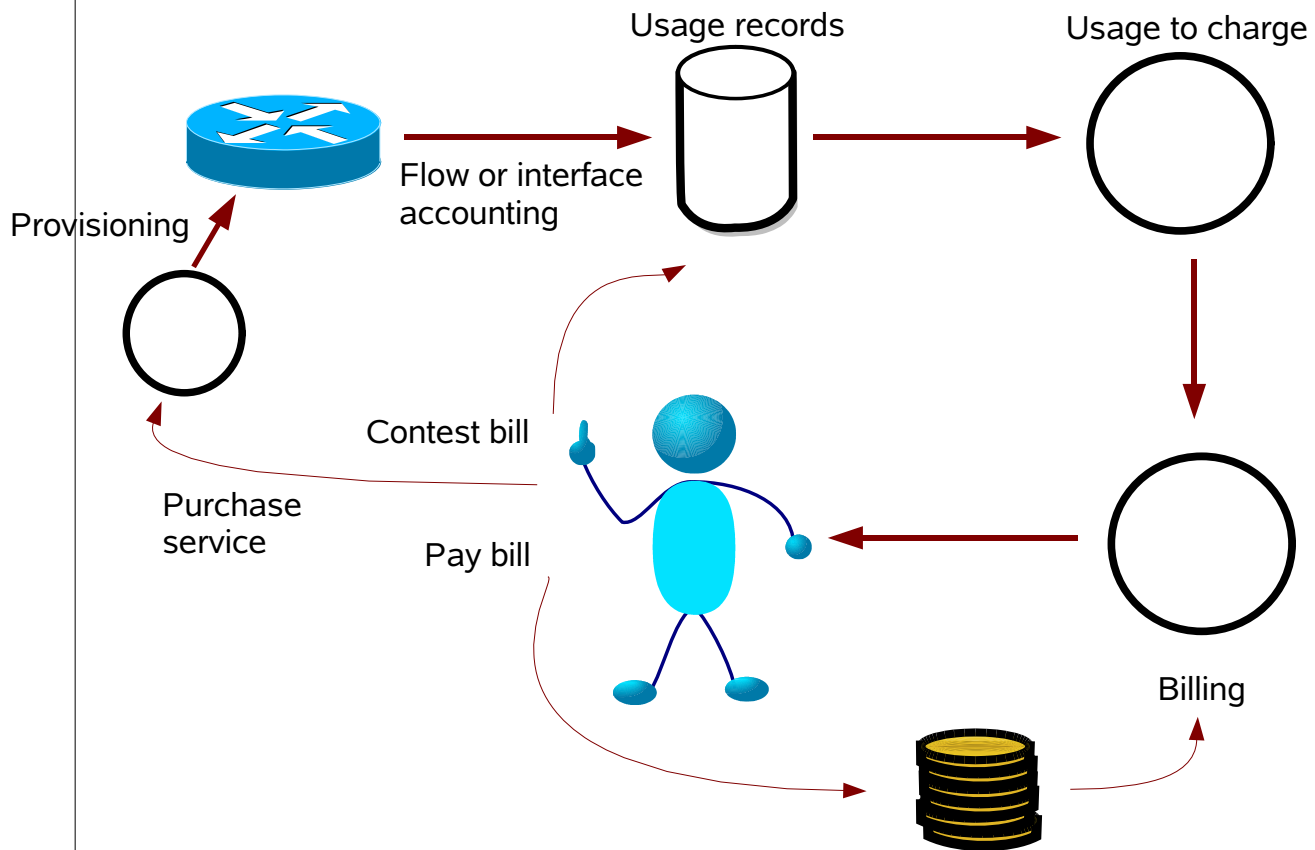 Usage records
Usage to charge
Flow or interface
accounting
Provisioning
Contest bill
Purchase
service
Pay bill
Billing